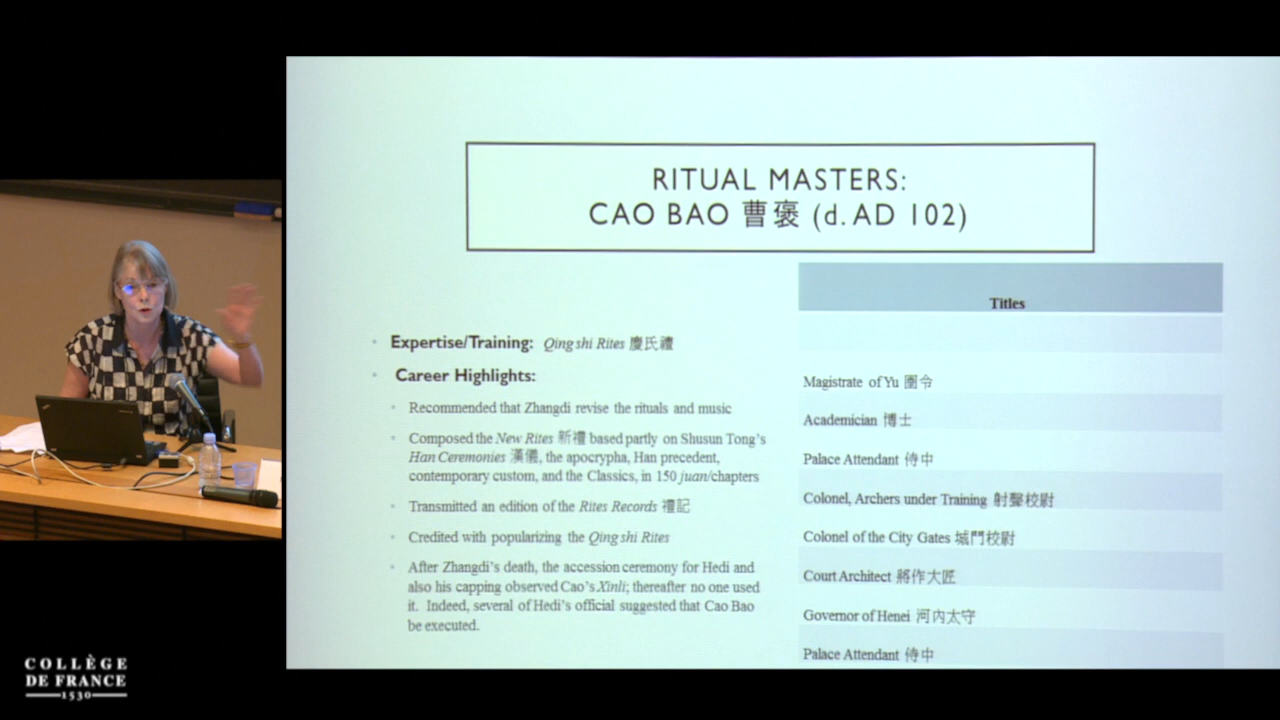 RITUAL MASTERS:
CAO BAO 曹褒 (d. AD 102)
Expertise/Training: Qing shi Rites 慶氏禮
Career Highlights:
Recommended that Zhangdi revise the rituals and music
Composed the New Rites 新禮 based partly on Shusun Tong's
Han Ceremonies 漢儀, the apocrypha, Han precedent,
contemporary custom, and the Classics, in 150 juan/chapters
Transmitted an edition of the Rites Records 禮記
Credited with popularizing the Qing shi Rites
After Zhangdi's death, the accession ceremony for Hedi and
also his capping observed Cao's Xinli; thereafter no one used
it. Indeed, several of Hedi's official suggested that Cao Bao
be executed.
Titles
Magistrate of Yu 圉令
Academician 博士
Palace Attendant 侍中
Colonel, Archers under Training 射聲校尉
Colonel of the City Gates 城門校尉
Court Architect 將作大匠
Governor of Henei 河內太守
Palace Attendant 侍中
COLLÈGE
DE FRANCE
1530